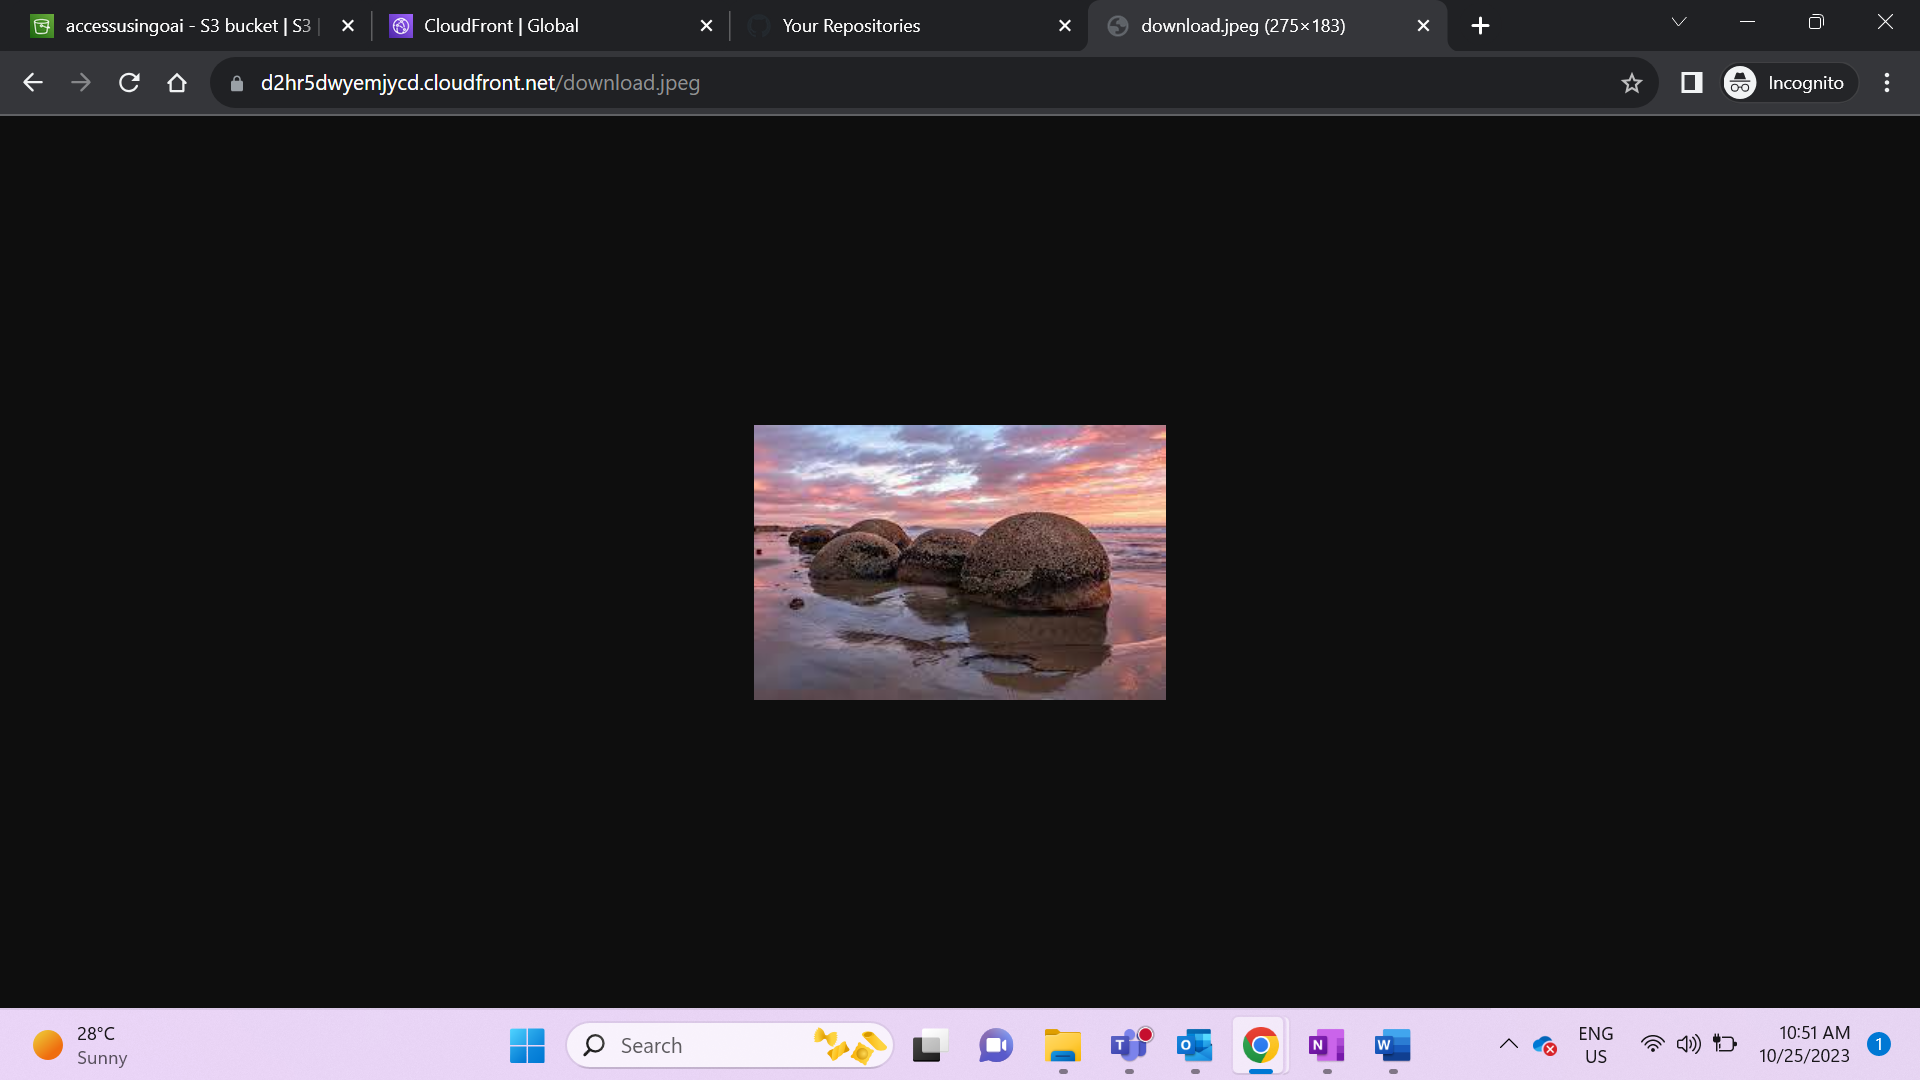 accessusingoai - S3 bucket | S3 |
CloudFront | Global
Your Repositories
download.jpeg (275×183)
d2hr5dwyemjycd.cloudfront.net/download.jpeg
Incognito
28°C
Sunny
Search
T
O
N
W
ENG
US
10:51 AM
10/25/2023
1